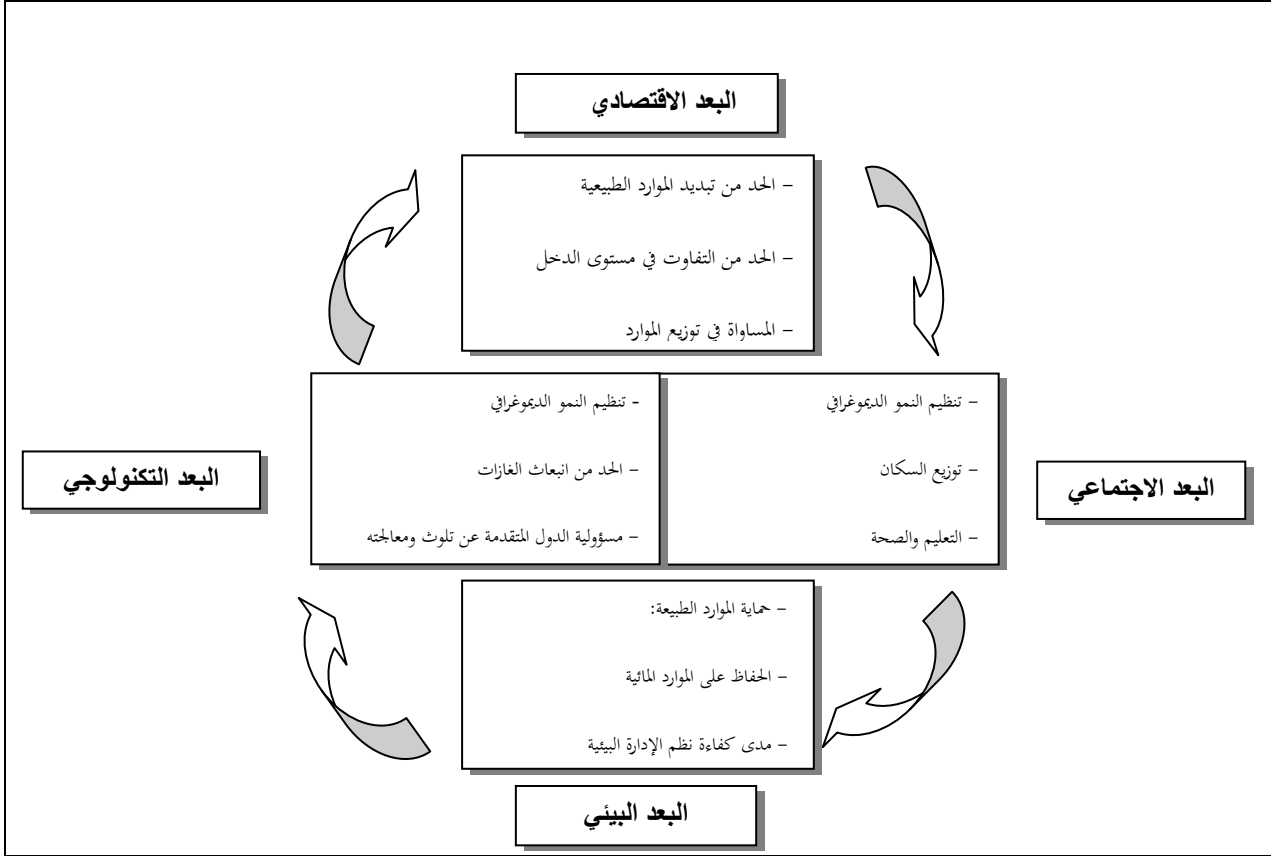 البعد الاقتصادي
– الحد من تبديد الموارد الطبيعية
– الحد من التفاوت في مستوى الدخل
– المساواة في توزيع الموارد
– تنظيم النمو الديموغرافي
– توزيع السكان
– التعليم والصحة
البعد الاجتماعي
- تنظيم النمو الديموغرافي
– الحد من انبعاث الغازات
– مسؤولية الدول المتقدمة عن تلوث ومعالجته
البعد التكنولوجي
– حماية الموارد الطبيعة:
– الحفاظ على الموارد المائية
– مدى كفاءة نظم الإدارة البيئية
البعد البيئي